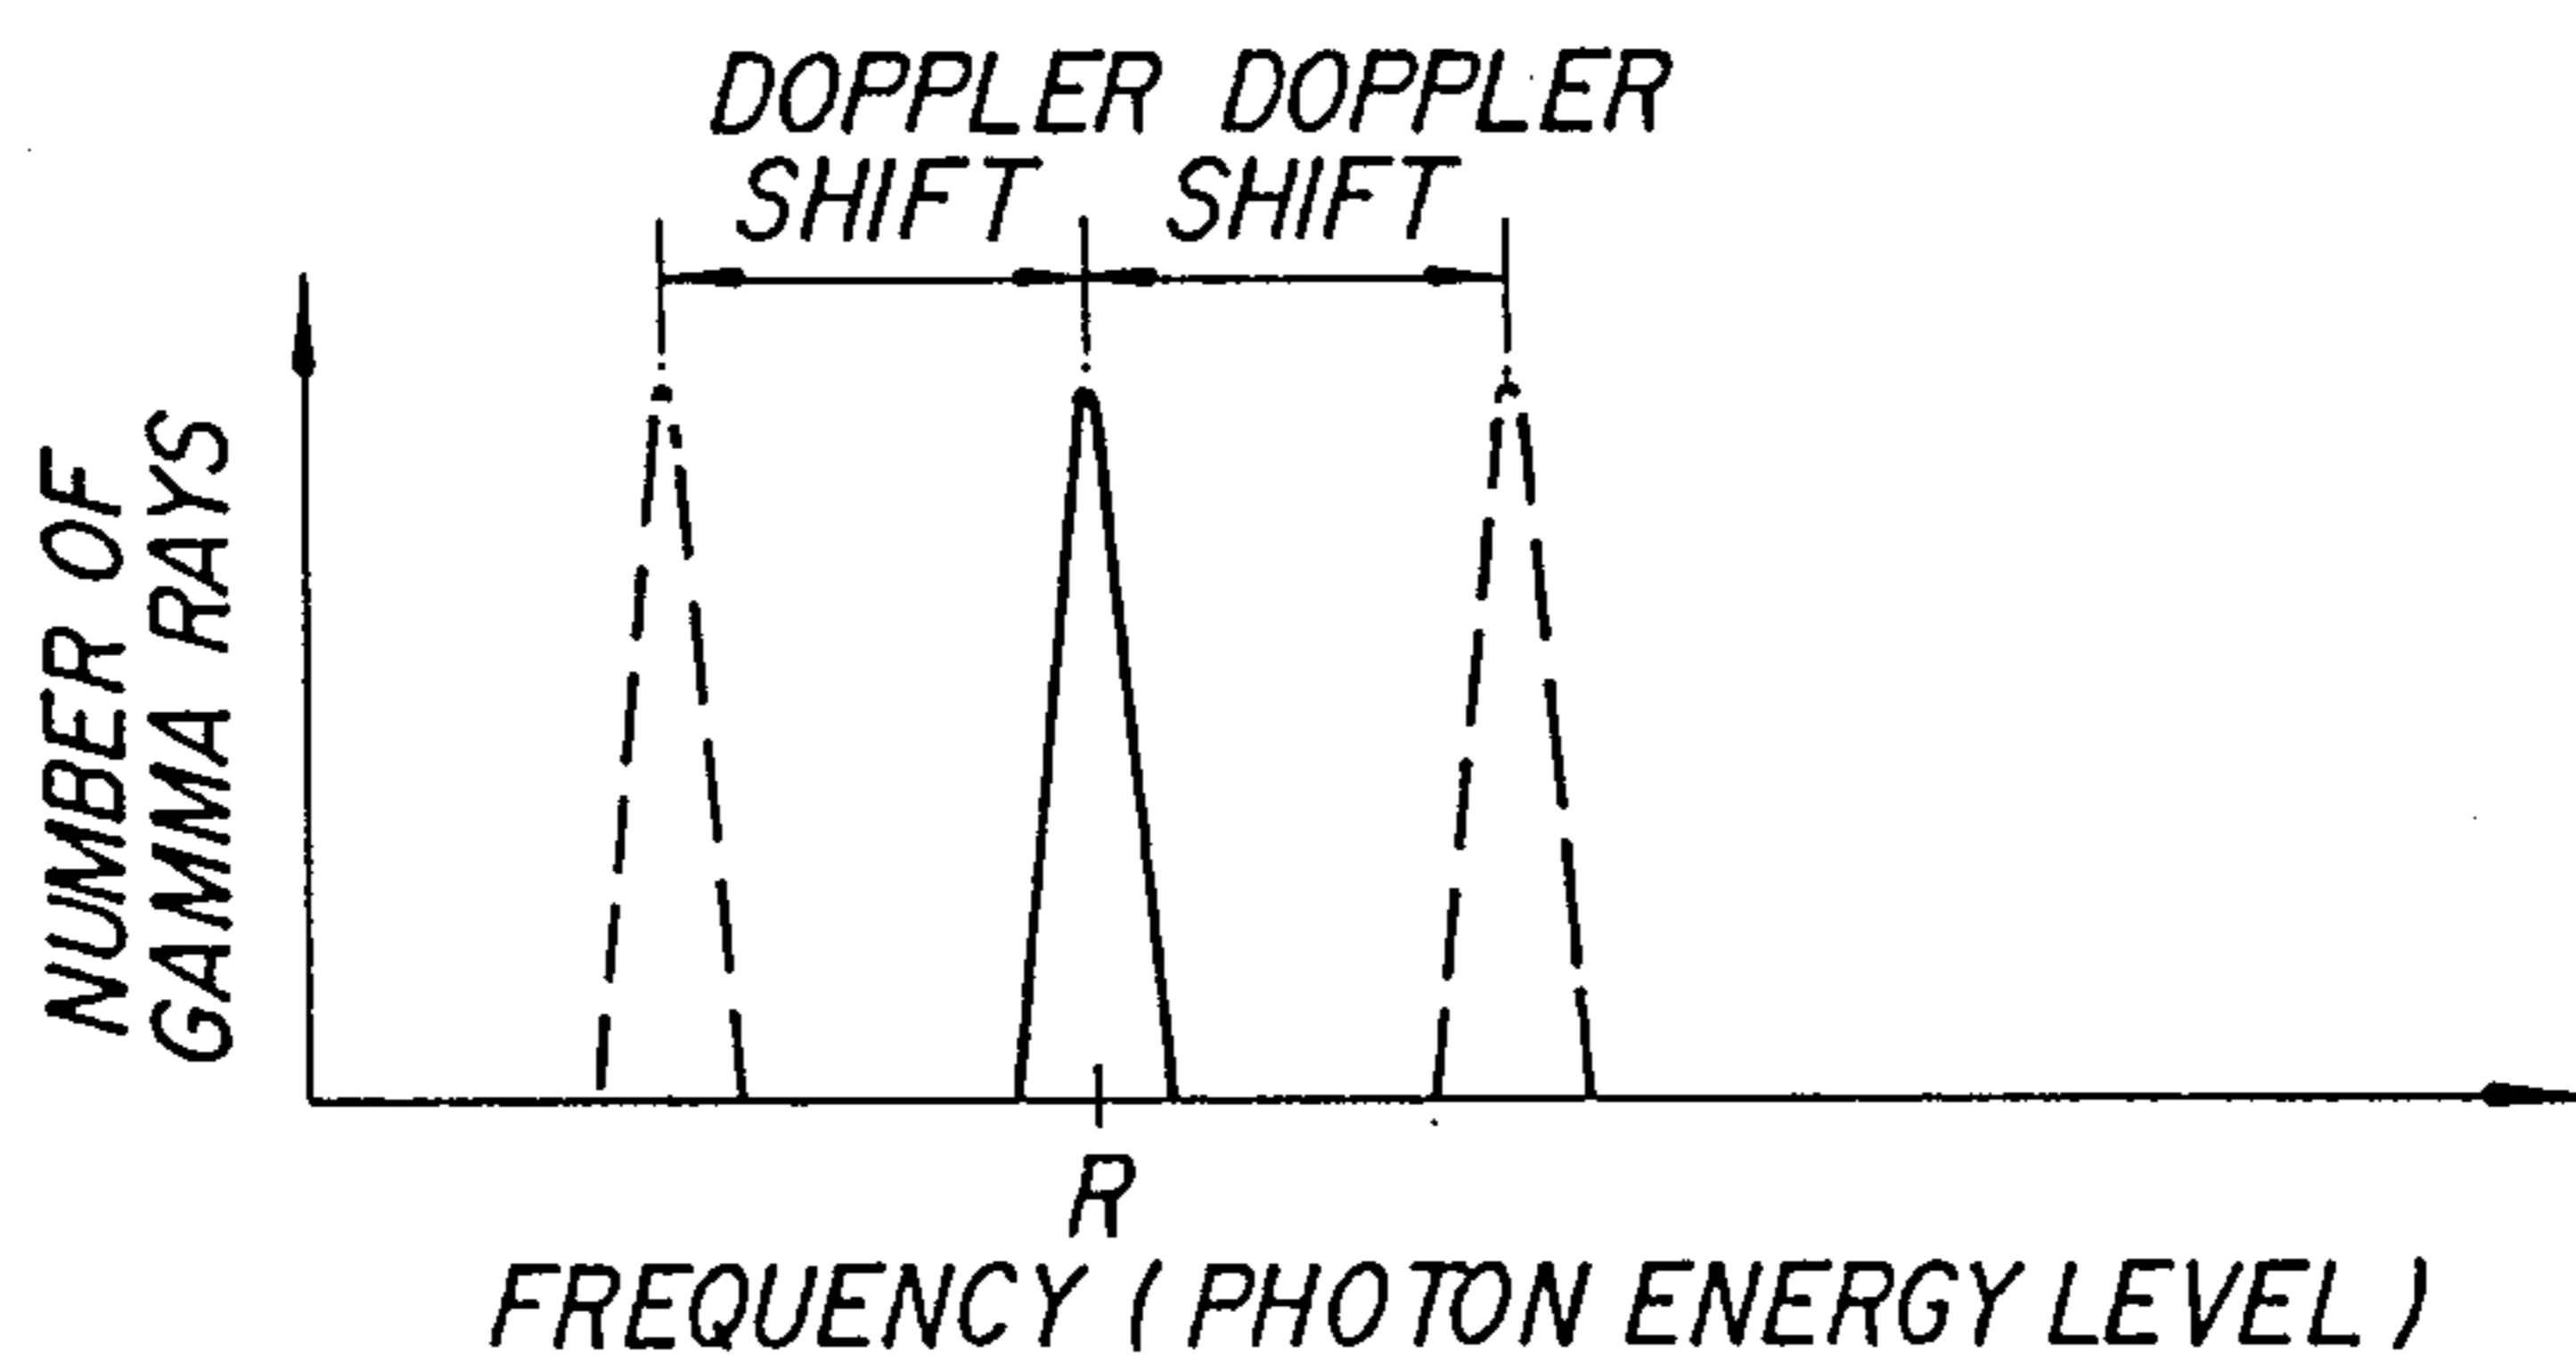 DOPPLER DOPPLER
SHIFT SHIFT
NUMBER OF
GAMMA RAYS
R
FREQUENCY (PHOTON ENERGY LEVEL)